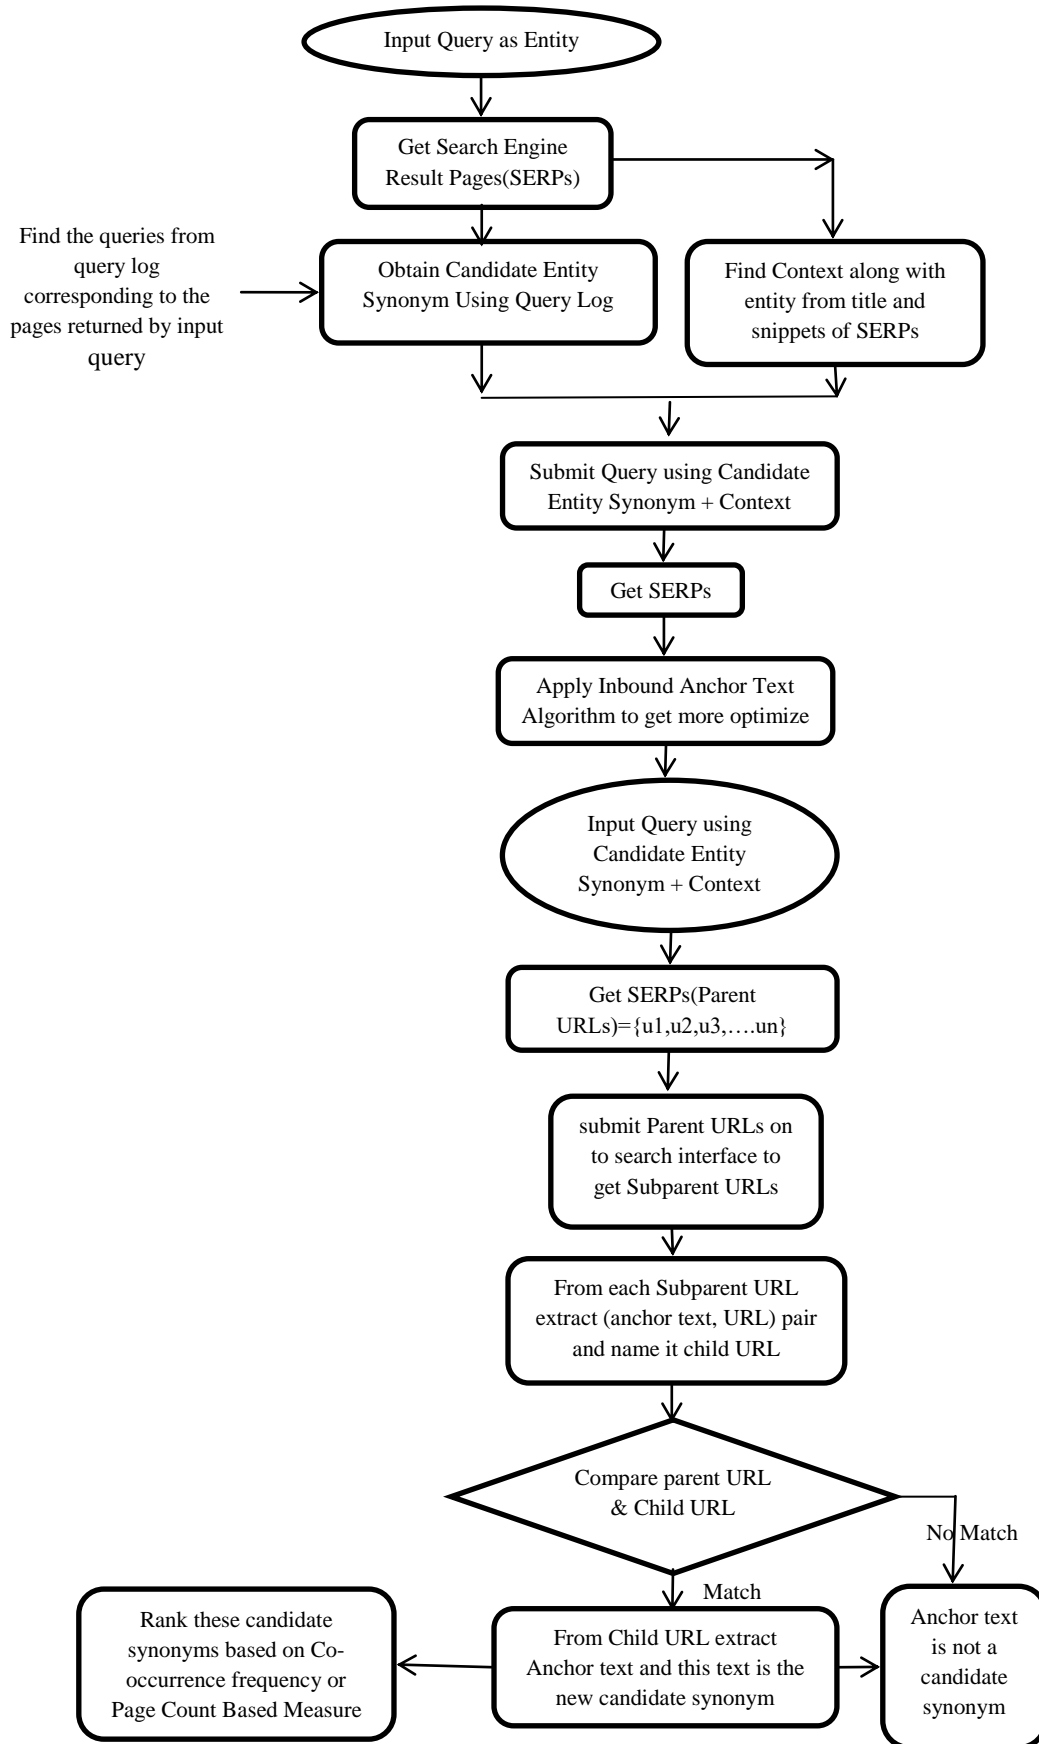 Input Query as Entity
Get Search Engine
Result Pages(SERPs)
Find the queries from
query log
corresponding to the
pages returned by input
query
Obtain Candidate Entity
Synonym Using Query Log
Find Context along with
entity from title and
snippets of SERPs
Submit Query using Candidate
Entity Synonym + Context
Get SERPs
Apply Inbound Anchor Text
Algorithm to get more optimize
Input Query using
Candidate Entity
Synonym + Context
Get SERPs(Parent
URLs)={u1,u2,u3,….un}
submit Parent URLs on
to search interface to
get Subparent URLs
From each Subparent URL
extract (anchor text, URL) pair
and name it child URL
Compare parent URL
& Child URL
No Match
Match
Rank these candidate
synonyms based on Co-
occurrence frequency or
Page Count Based Measure
From Child URL extract
Anchor text and this text is the
new candidate synonym
Anchor text
is not a
candidate
synonym